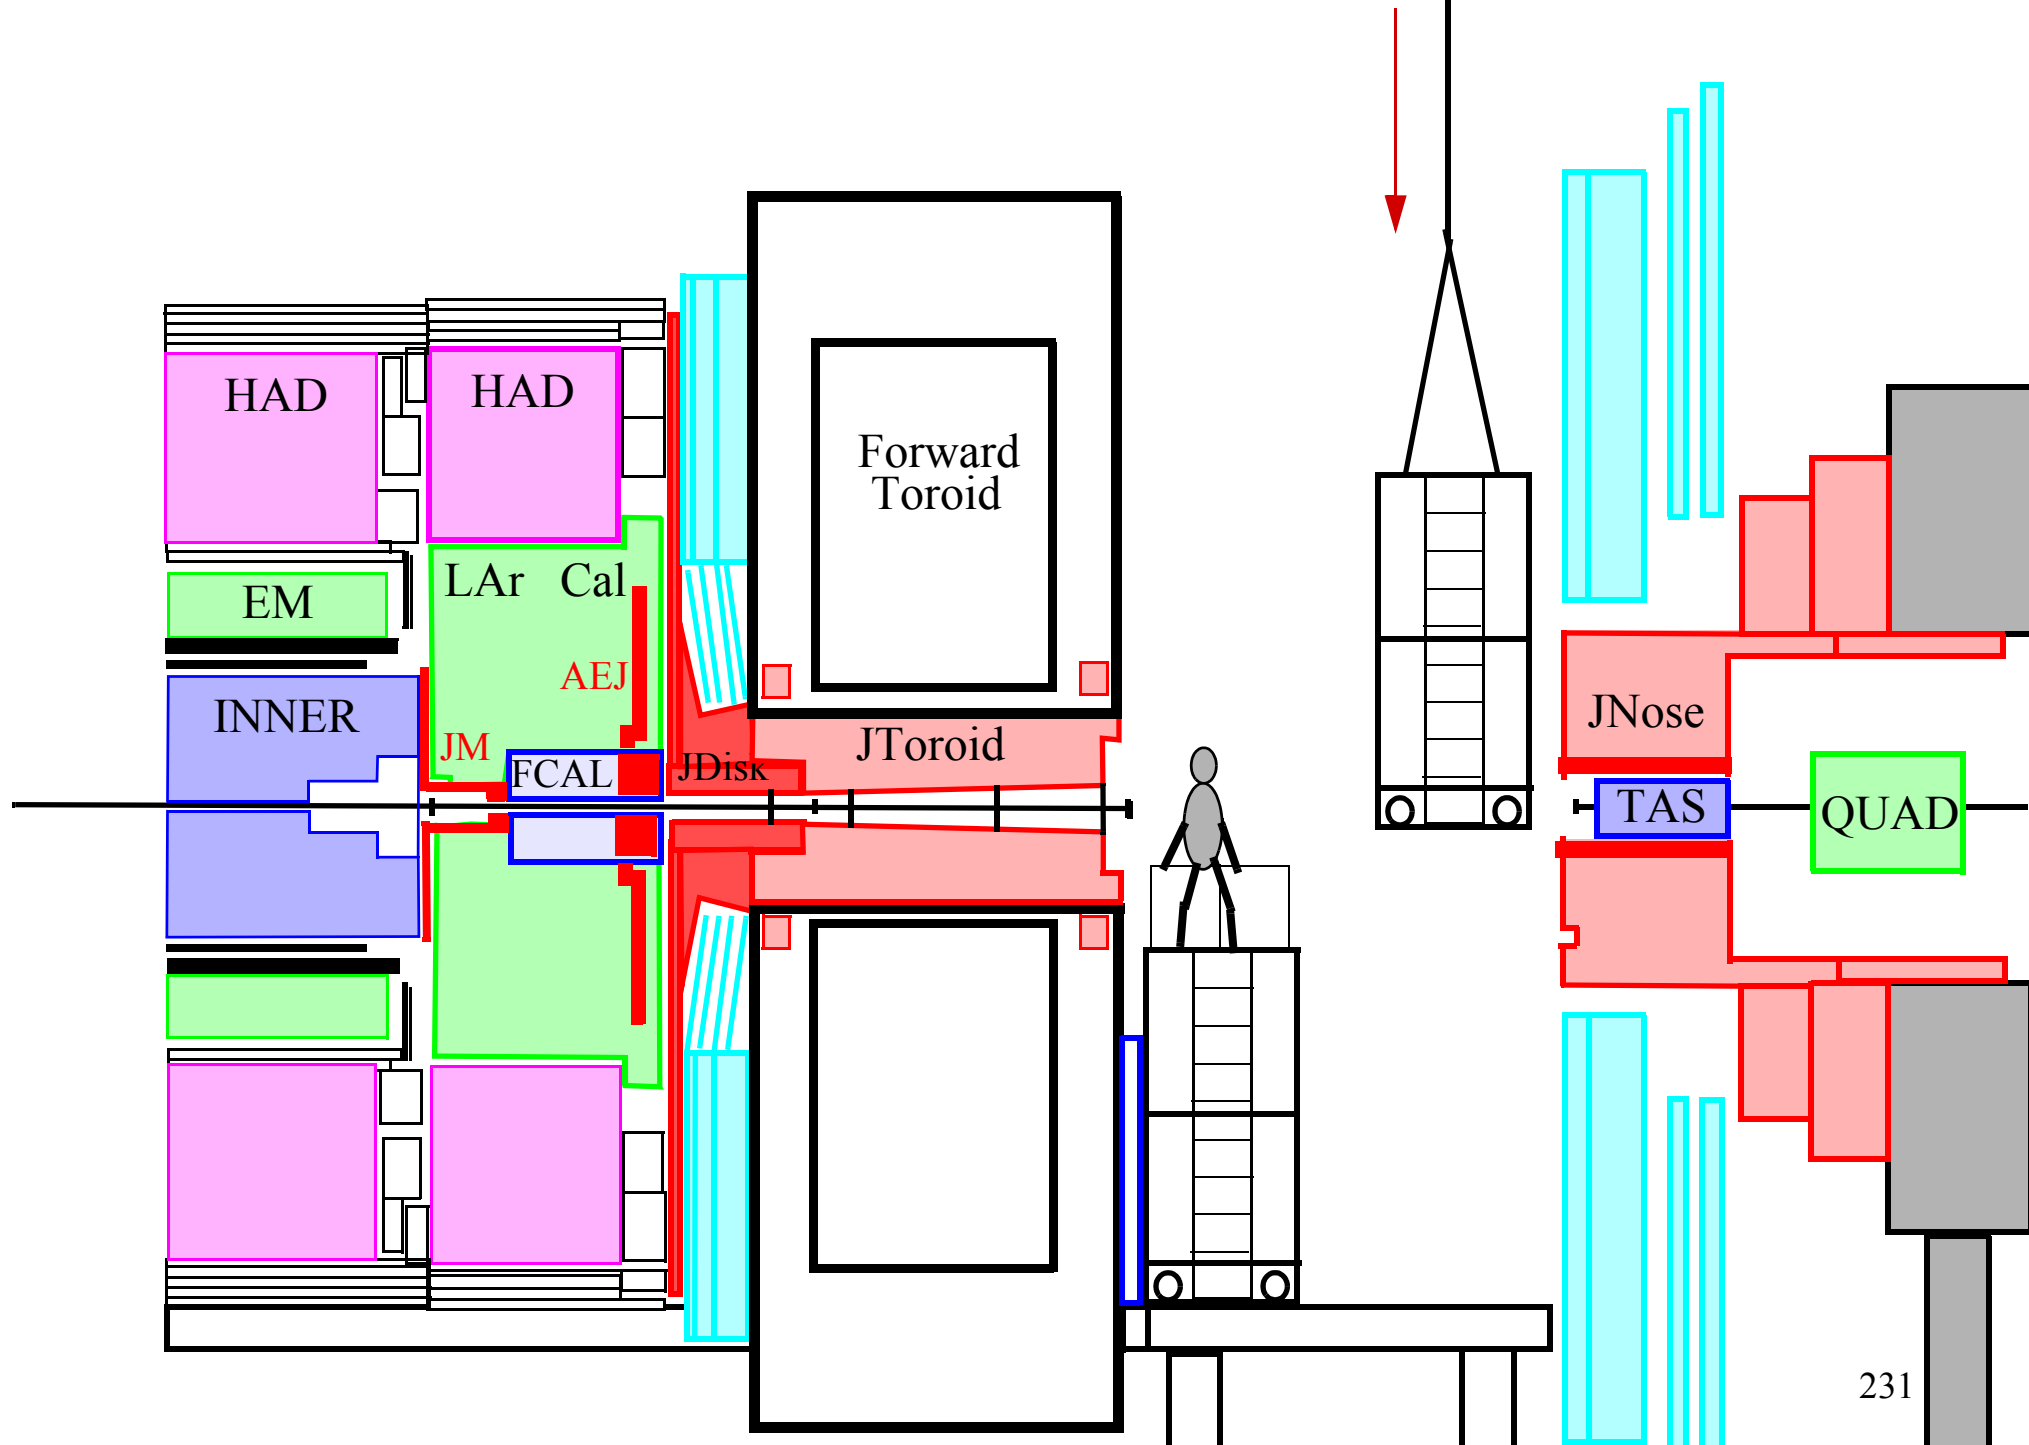 HAD
HAD
Forward
Toroid
LAr Cal
EM
AEJ
INNER
JM
FCAL
JDisk
JToroid
JNose
TAS
QUAD
231